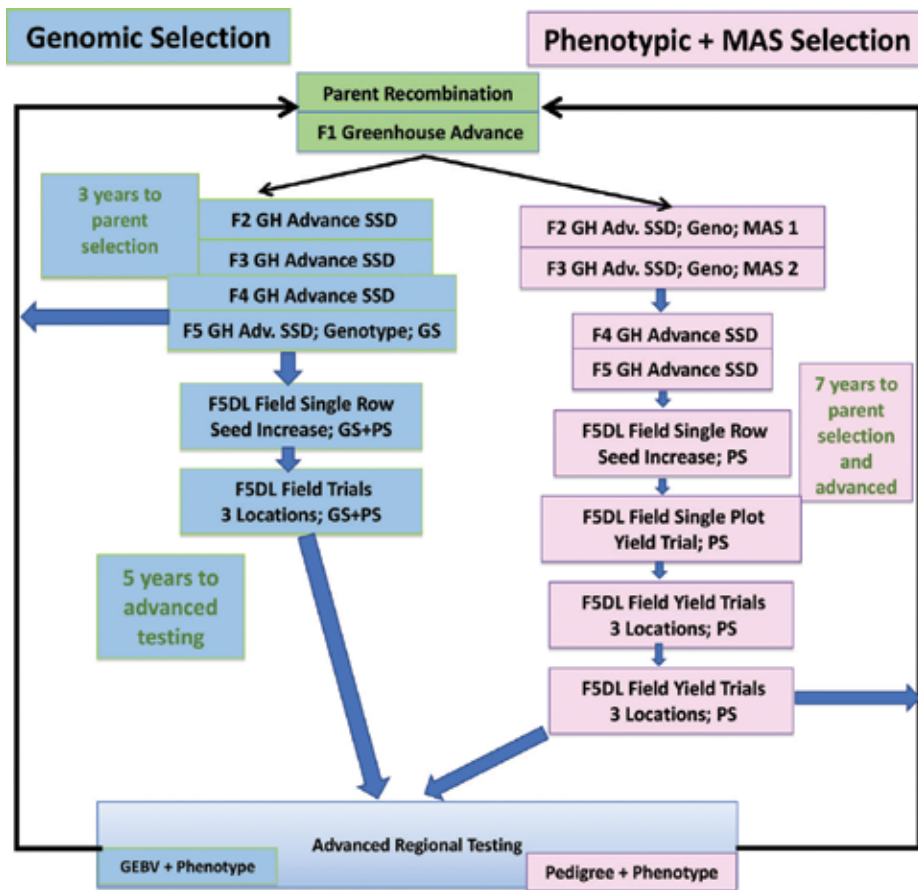 Genomic Selection
Phenotypic + MAS Selection
Parent Recombination
F1 Greenhouse Advance
3 years to
parent
selection
F2 GH Advance SSD
F3 GH Advance SSD
F4 GH Advance SSD
F5 GH Adv. SSD; Genotype; GS
F5DL Field Single Row
Seed Increase; GS+PS
F5DL Field Trials
3 Locations; GS+PS
5 years to
advanced
testing
F2 GH Adv. SSD; Geno; MAS 1
F3 GH Adv. SSD; Geno; MAS 2
F4 GH Advance SSD
F5 GH Advance SSD
F5DL Field Single Row
Seed Increase; PS
F5DL Field Single Plot
Yield Trial; PS
F5DL Field Yield Trials
3 Locations; PS
F5DL Field Yield Trials
3 Locations; PS
7 years to
parent
selection
and
advanced
Advanced Regional Testing
GEBV + Phenotype
Pedigree + Phenotype